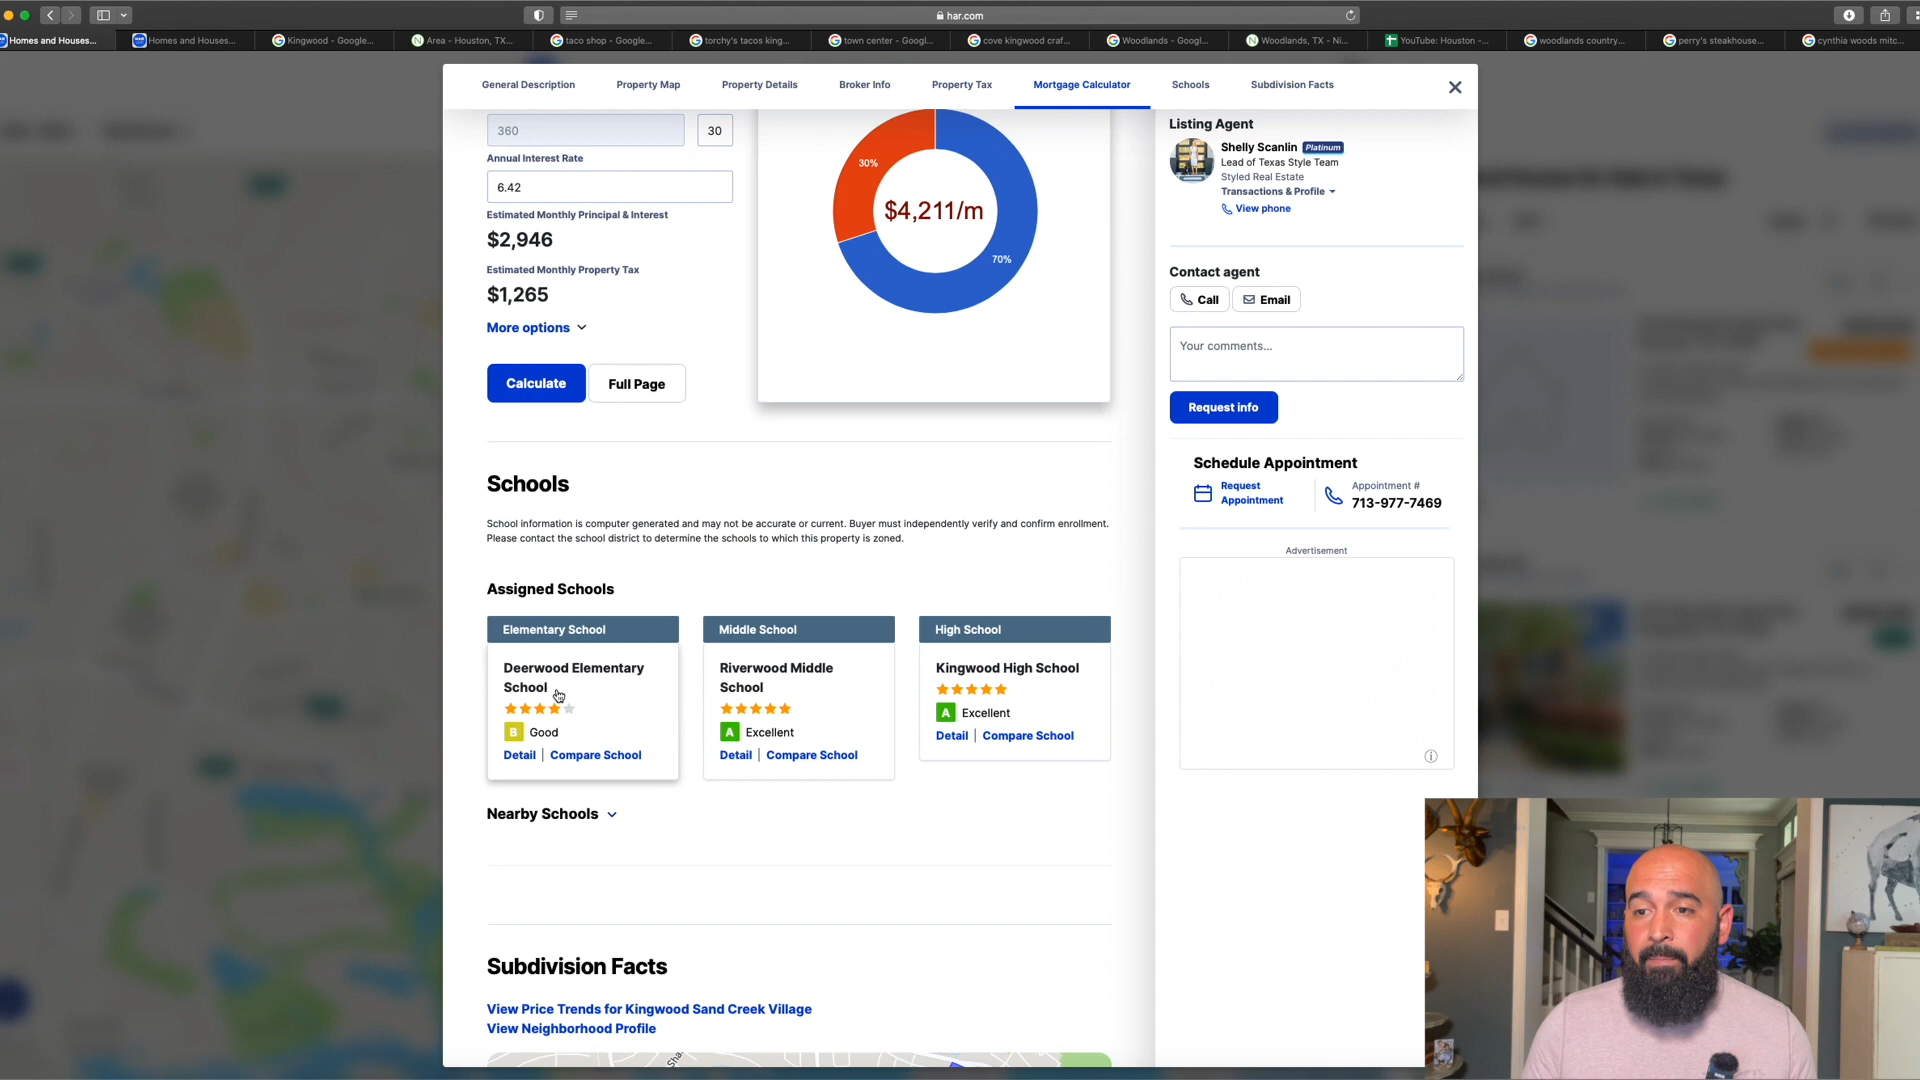 har.com
Homes and Houses...
Homes and Houses...
Kingwood - Google...
Area - Houston, TX...
taco shop - Google...
torchy's tacos king...
town center - Googl...
cove kingwood craf...
Woodlands - Googl...
Woodlands, TX - Ni...
YouTube: Houston -...
woodlands country...
perry's steakhouse...
cynthia woods mitc...
General Description
Property Map
Property Details
Broker Info
Property Tax
Mortgage Calculator
Schools
Subdivision Facts
360
30
Annual Interest Rate
6.42
Estimated Monthly Principal & Interest
$2,946
Estimated Monthly Property Tax
$1,265
More options
Calculate
Full Page
30%
$4,211/m
70%
Listing Agent
Shelly Scanlin Platinum
Lead of Texas Style Team
Styled Real Estate
Transactions & Profile
View phone
Contact agent
Call
Email
Your comments...
Request info
Schedule Appointment
Request
Appointment
Appointment #
713-977-7469
Advertisement
Schools
School information is computer generated and may not be accurate or current. Buyer must independently verify and confirm enrollment.
Please contact the school district to determine the schools to which this property is zoned.
Assigned Schools
Elementary School
Deerwood Elementary
School
B Good
Detail | Compare School
Middle School
Riverwood Middle
School
A Excellent
Detail | Compare School
High School
Kingwood High School
A Excellent
Detail | Compare School
Nearby Schools
Subdivision Facts
View Price Trends for Kingwood Sand Creek Village
View Neighborhood Profile